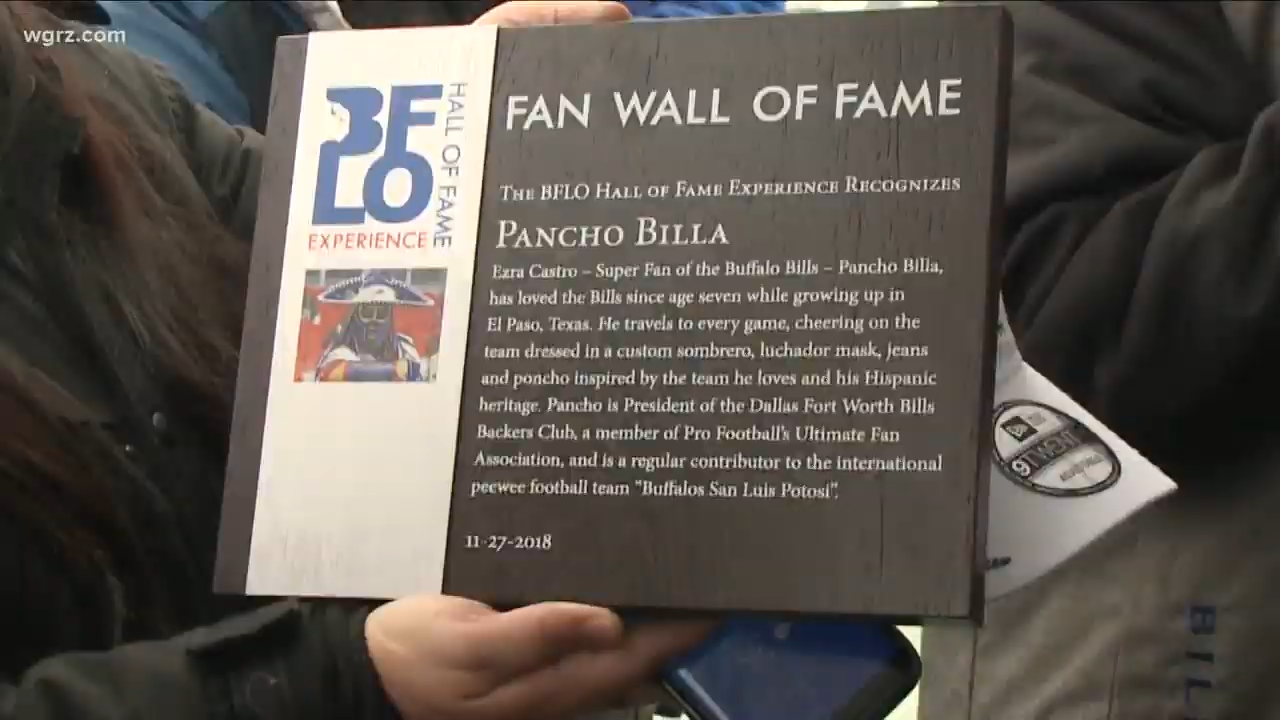 wgrz.com
BF
LO
HALL OF FAME
EXPERIENCE
FAN WALL OF FAME
THE BFLO HALL OF FAME EXPERIENCE RECOGNIZES
PANCHO BILLA
Ezra Castro – Super Fan of the Buffalo Bills – Pancho Billa,
has loved the Bills since age seven while growing up in
El Paso, Texas. He travels to every game, cheering on the
team dressed in a custom sombrero, luchador mask, jeans
and poncho inspired by the team he loves and his Hispanic
heritage. Pancho is President of the Dallas Fort Worth Bills
Backers Club, a member of Pro Football's Ultimate Fan
Association, and is a regular contributor to the international
peewee football team "Buffalos San Luis Potosi".
11-27-2018
9TWENTY
BILL